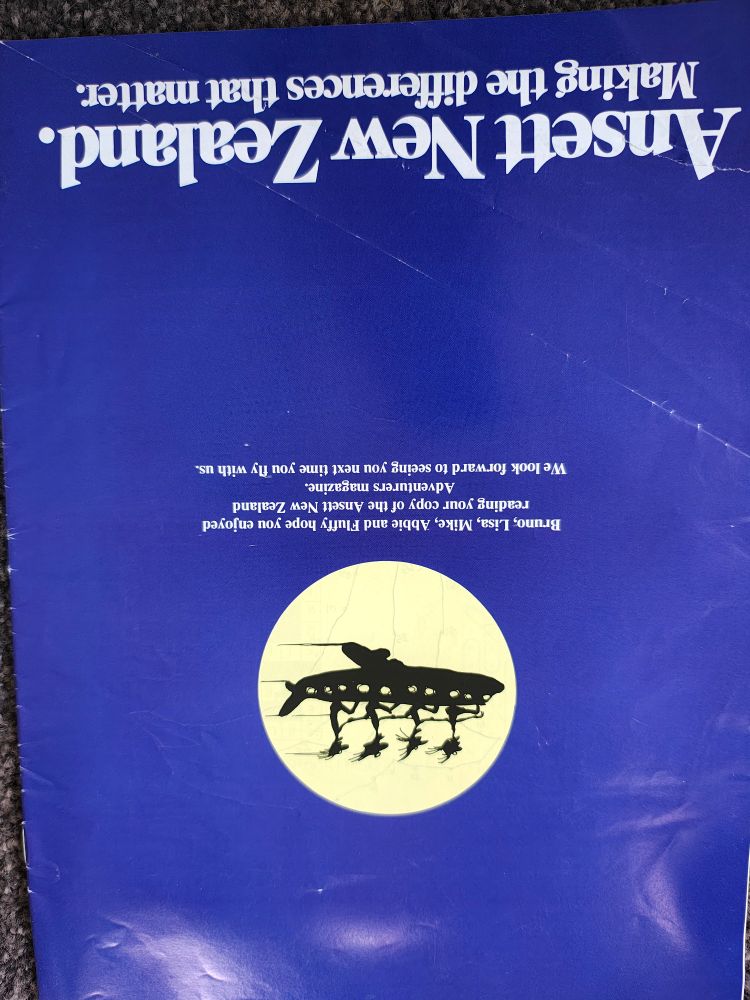 Bruno, Lisa, Mike, Abbie and Fluffy hope you enjoyed
reading your copy of the Ansett New Zealand
Adventurers magazine.
We look forward to seeing you next time you fly with us.
Ansett New Zealand.
Making the differences that matter.